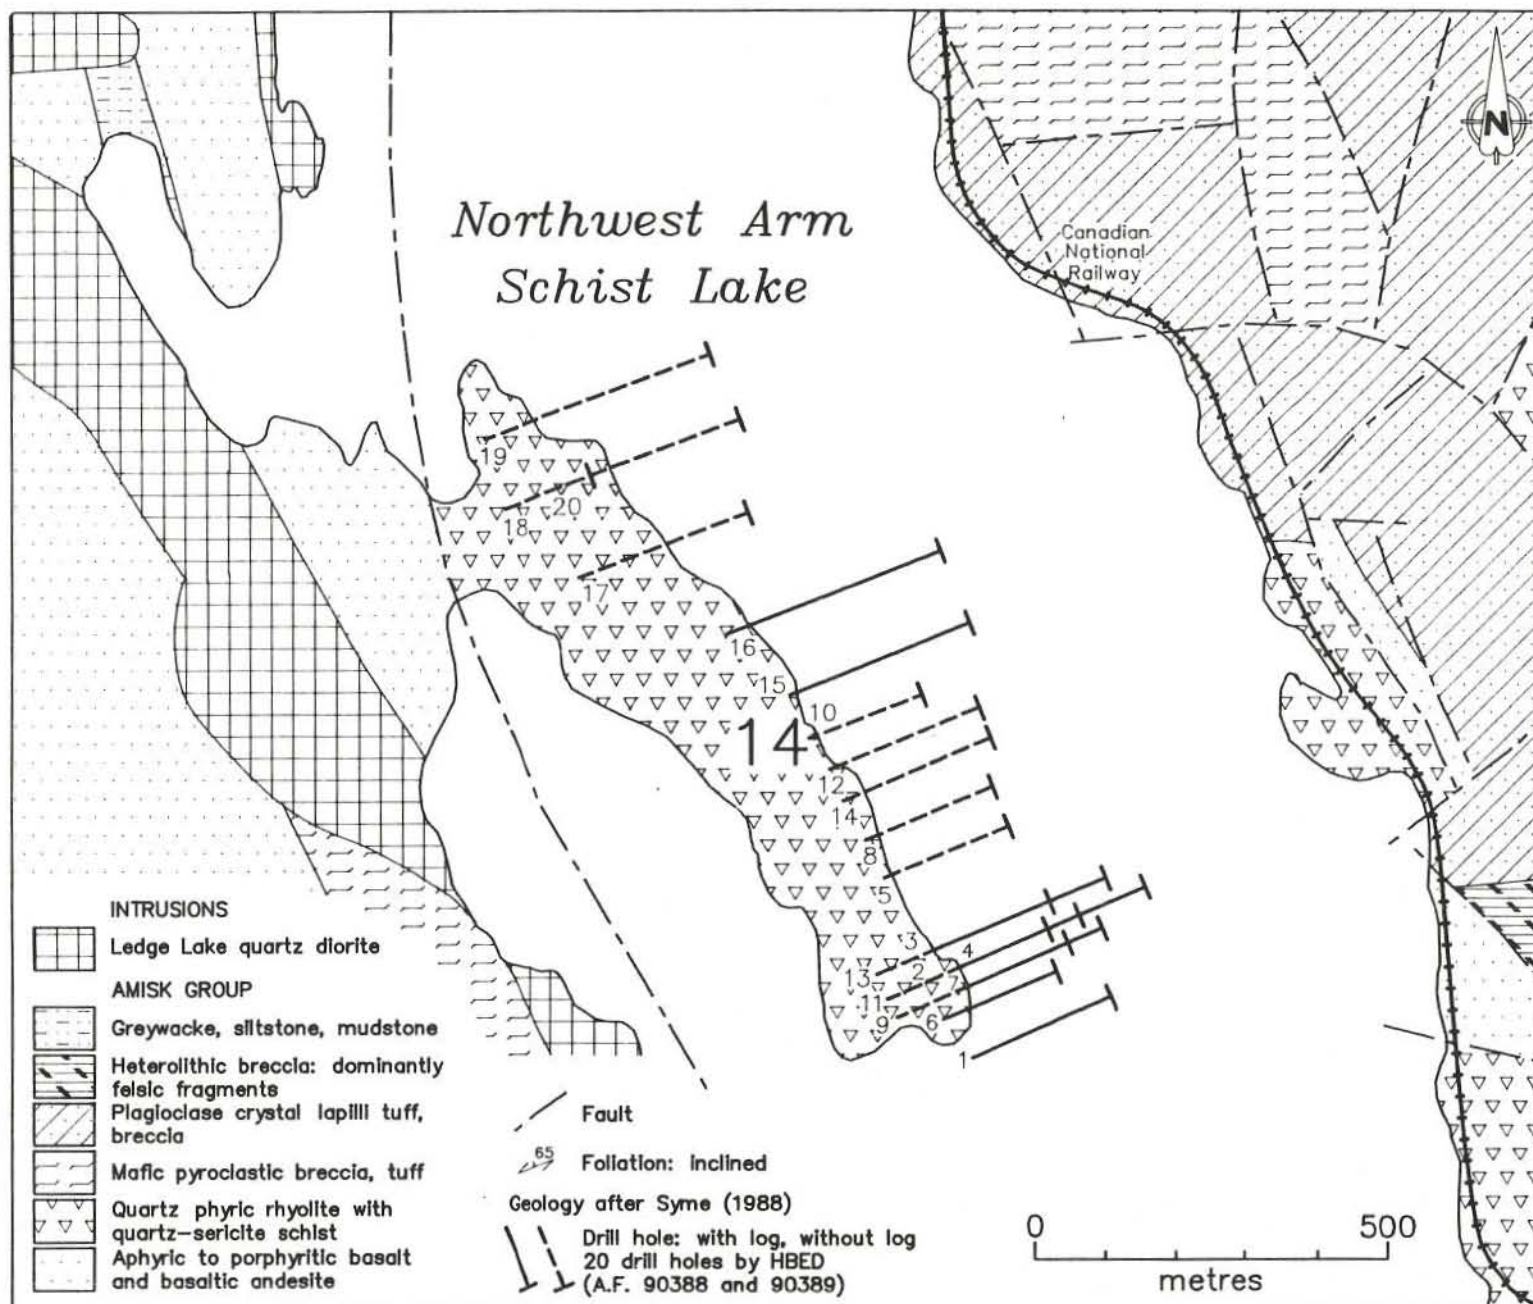 N
Canadian
National
Railway
Northwest Arm
Schist Lake
19
20
18
17
16
15
10
14
12
14
8
5
3
4
13
2
7
11
9
6
1
INTRUSIONS
Ledge Lake quartz diorite
AMISK GROUP
Greywacke, siltstone, mudstone
Heterolithic breccia: dominantly
felsic fragments
Plagioclase crystal lapilli tuff,
breccia
Mafic pyroclastic breccia, tuff
Quartz phyric rhyolite with
quartz-sericite schist
Aphyric to porphyritic basalt
and basaltic andesite
Fault
65
Foliation: inclined
Geology after Syme (1988)
Drill hole: with log, without log
20 drill holes by HBED
(A.F. 90388 and 90389)
0 500
metres